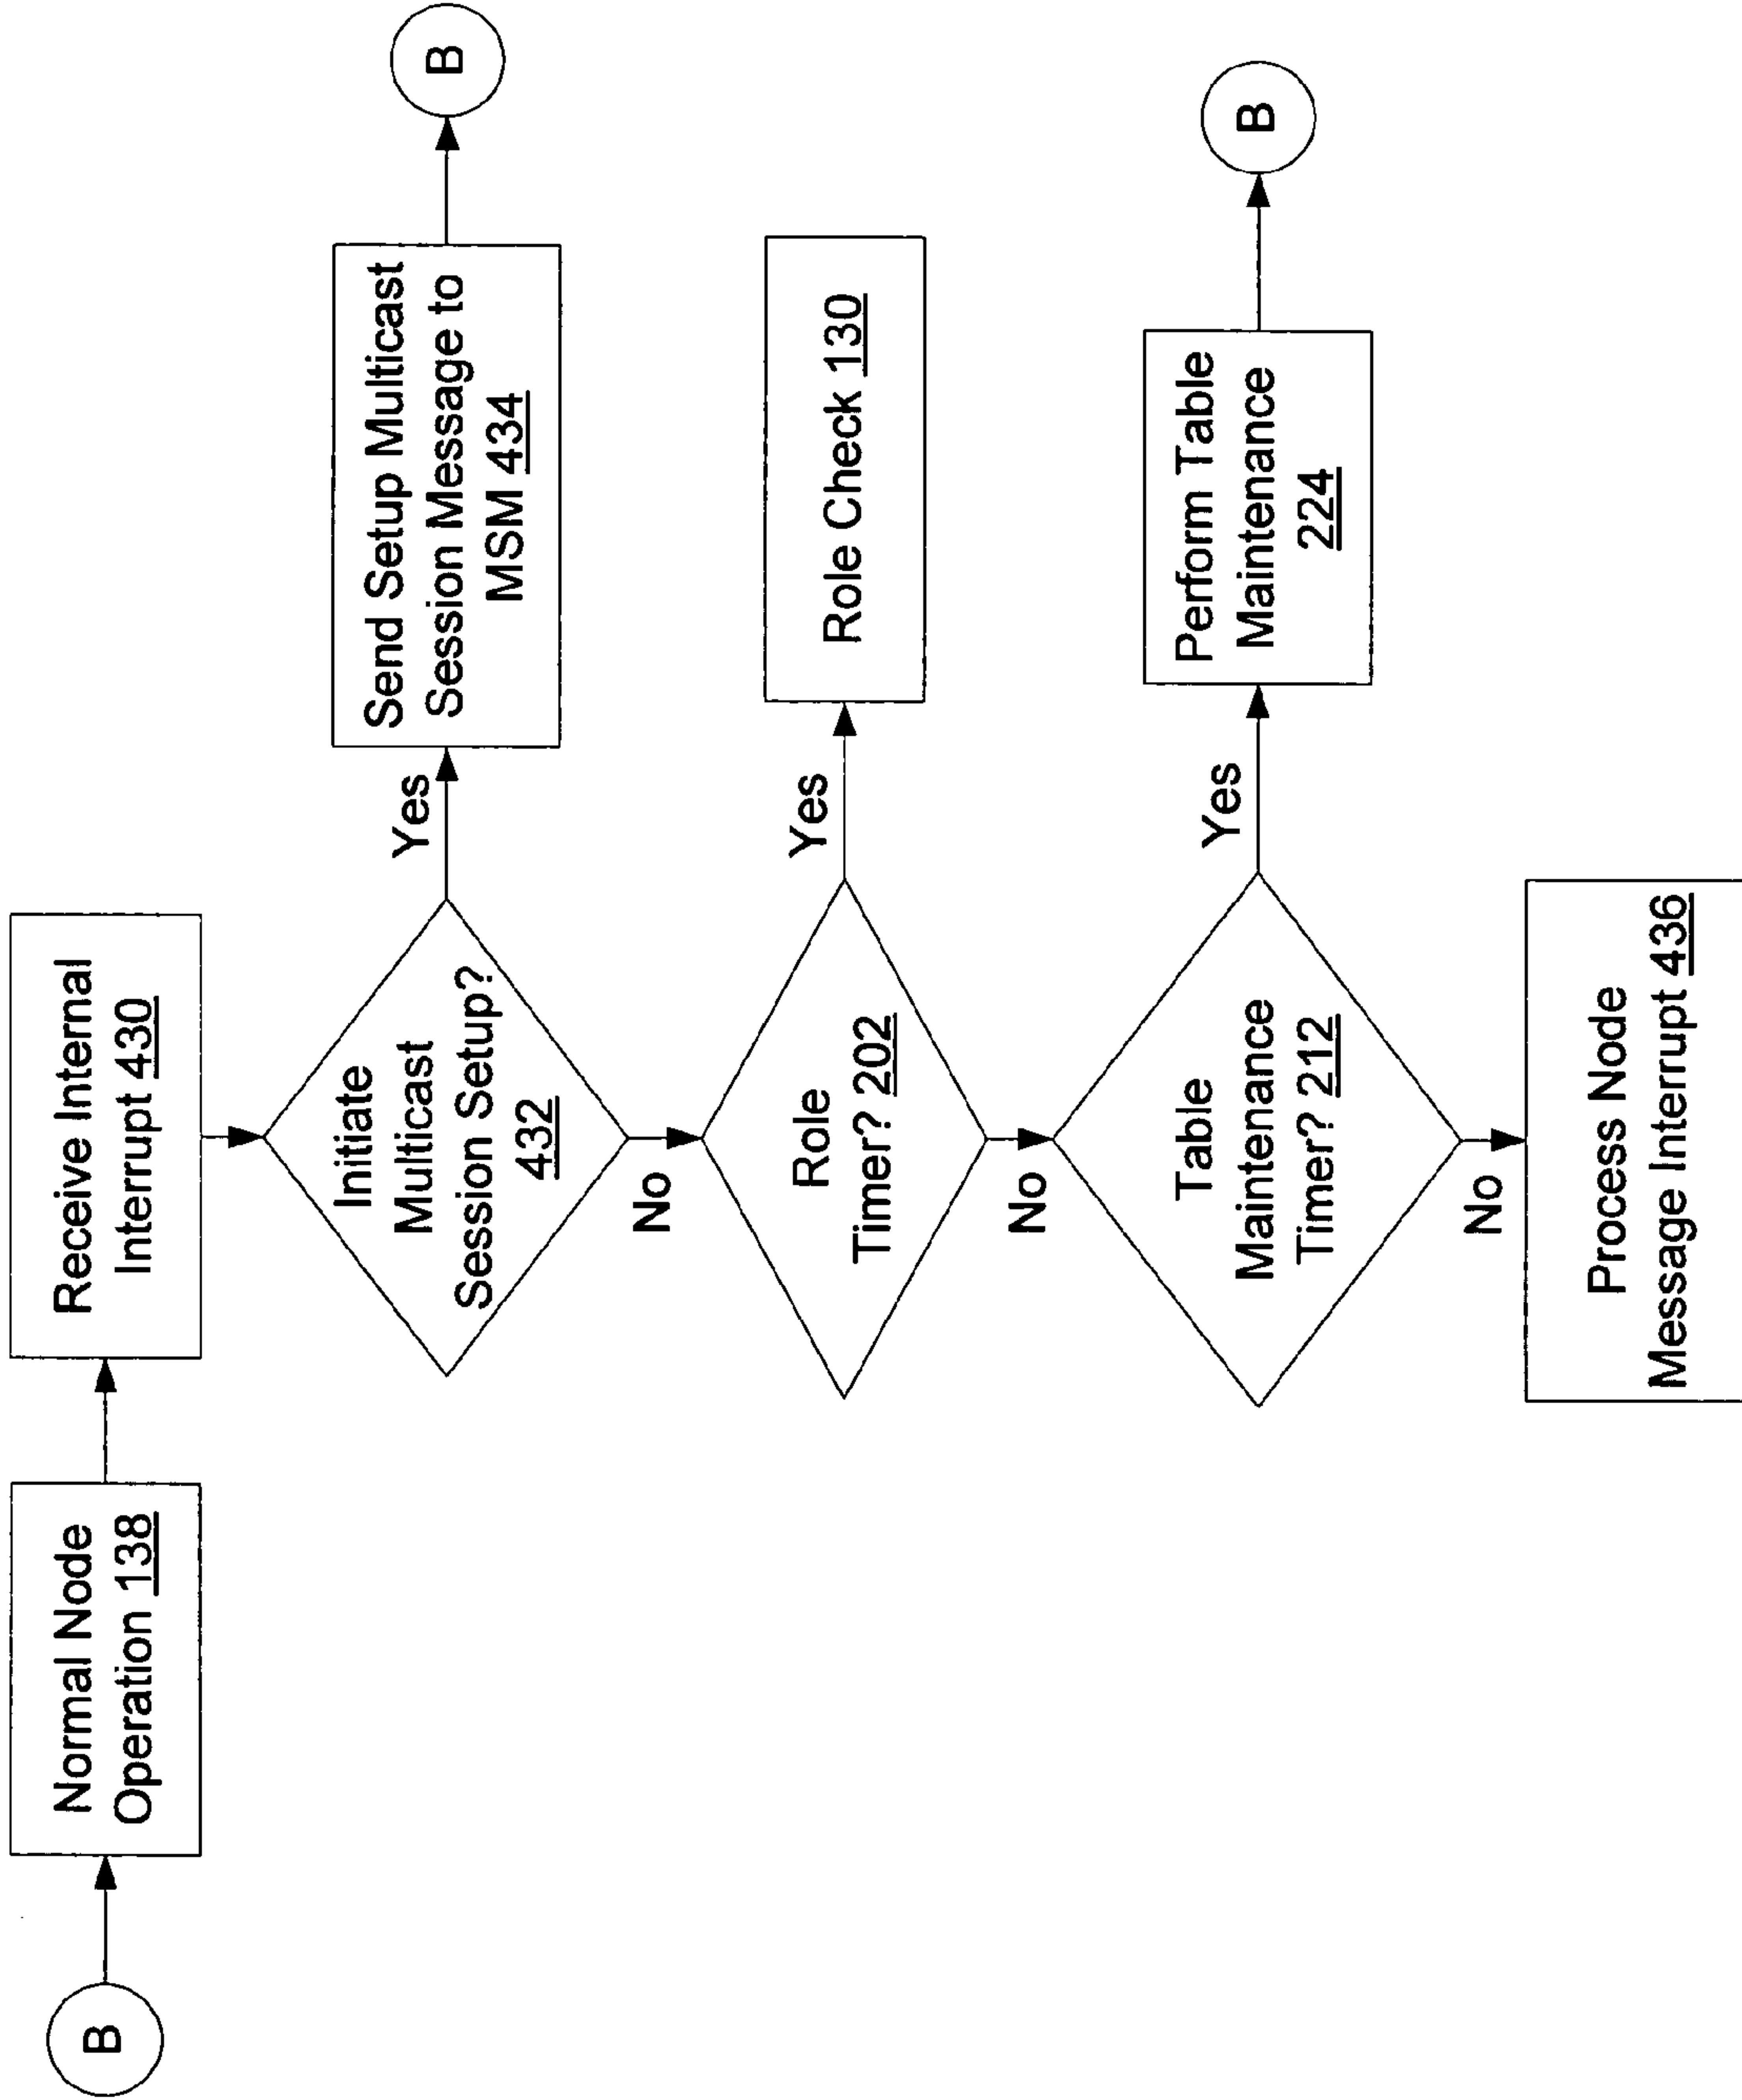 B
Normal Node
Operation 138
Receive Internal
Interrupt 430
Initiate
Multicast
Session Setup?
432
Yes
Send Setup Multicast
Session Message to
MSM 434
B
No
Role
Timer? 202
Yes
Role Check 130
No
Table
Maintenance
Timer? 212
Yes
Perform Table
Maintenance
224
B
No
Process Node
Message Interrupt 436